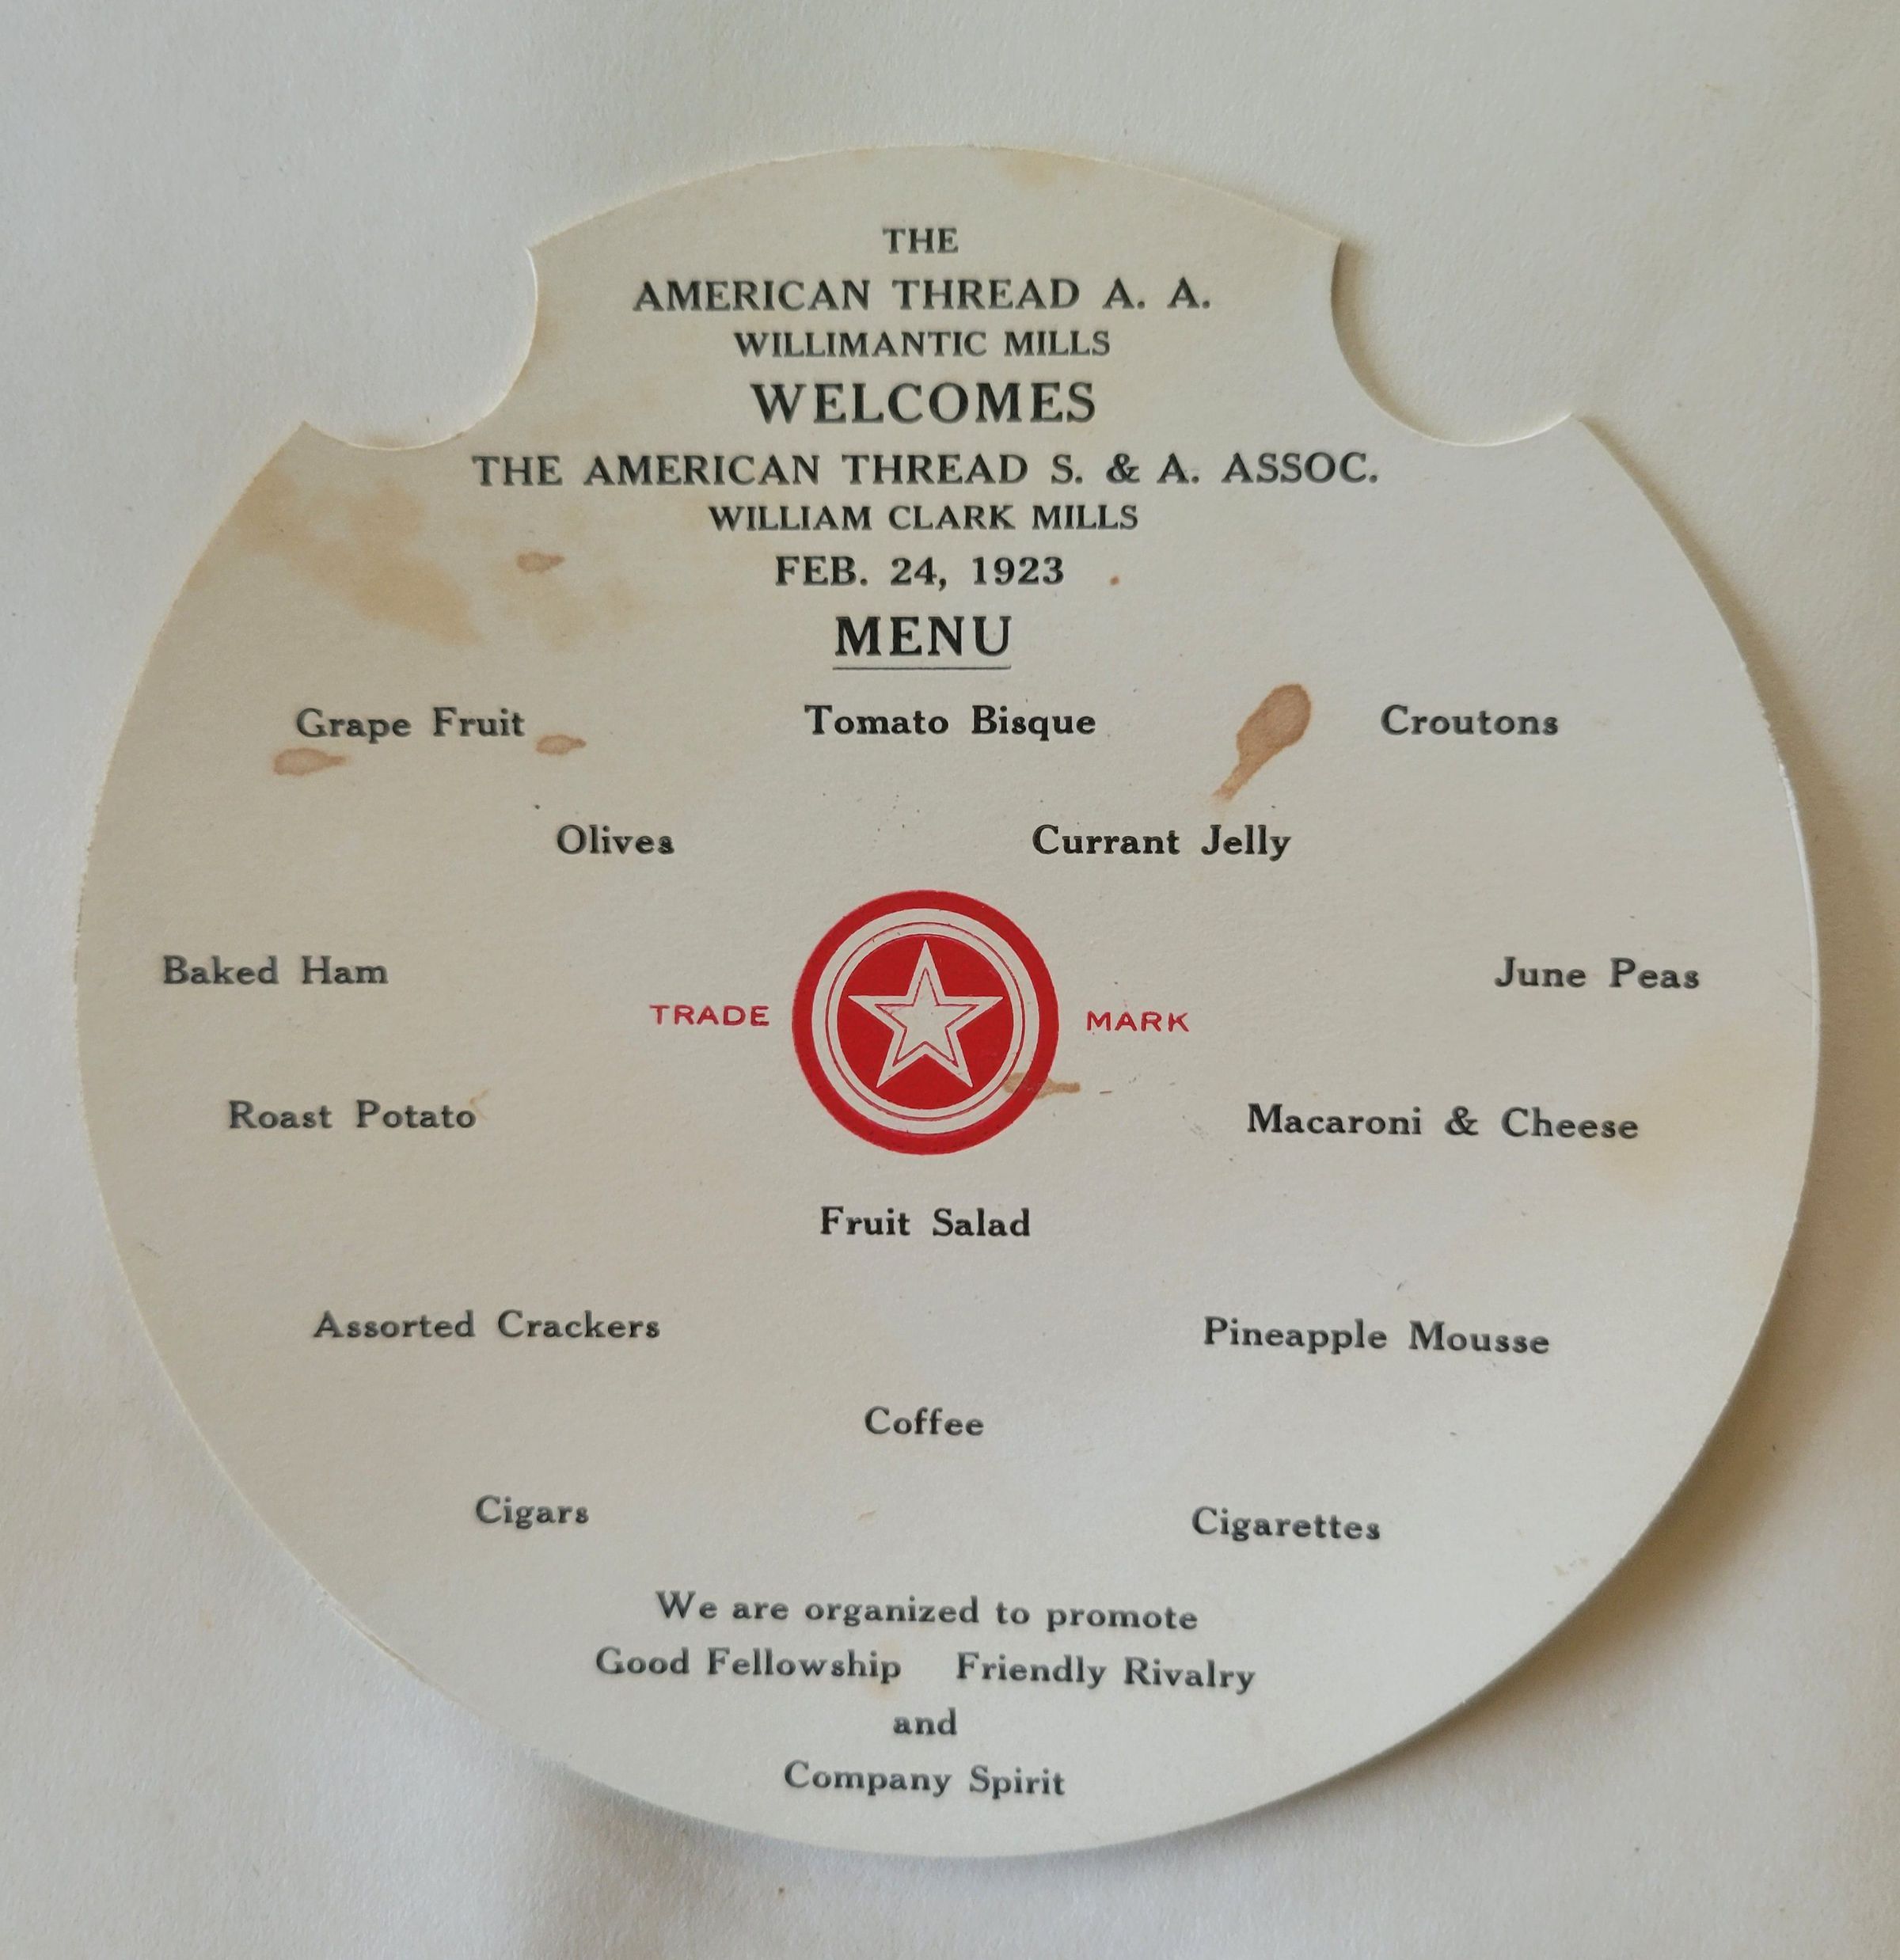 THE
AMERICAN THREAD A. A.
WILLIMANTIC MILLS
WELCOMES
THE AMERICAN THREAD S. & A. ASSOC.
WILLIAM CLARK MILLS
FEB. 24, 1923
MENU
Grape Fruit Tomato Bisque Croutons
Olives Currant Jelly
Baked Ham June Peas
TRADE MARK
Roast Potato Macaroni & Cheese
Fruit Salad
Assorted Crackers Pineapple Mousse
Coffee
Cigars Cigarettes
We are organized to promote
Good Fellowship Friendly Rivalry
and
Company Spirit